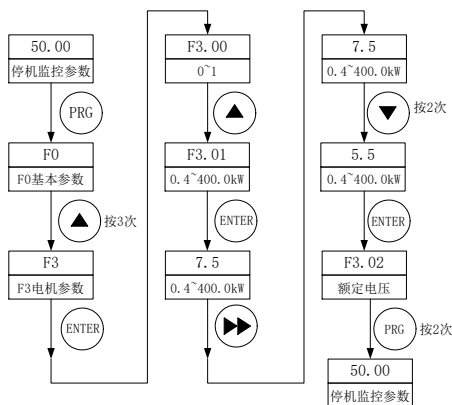 50.00
停机监控参数
PRG
F0
F0基本参数
按3次
F3
F3电机参数
ENTER
F3.00
0~1
F3.01
0.4~400.0kW
ENTER
7.5
0.4~400.0kW
7.5
0.4~400.0kW
按2次
5.5
0.4~400.0kW
ENTER
F3.02
额定电压
PRG 按2次
50.00
停机监控参数